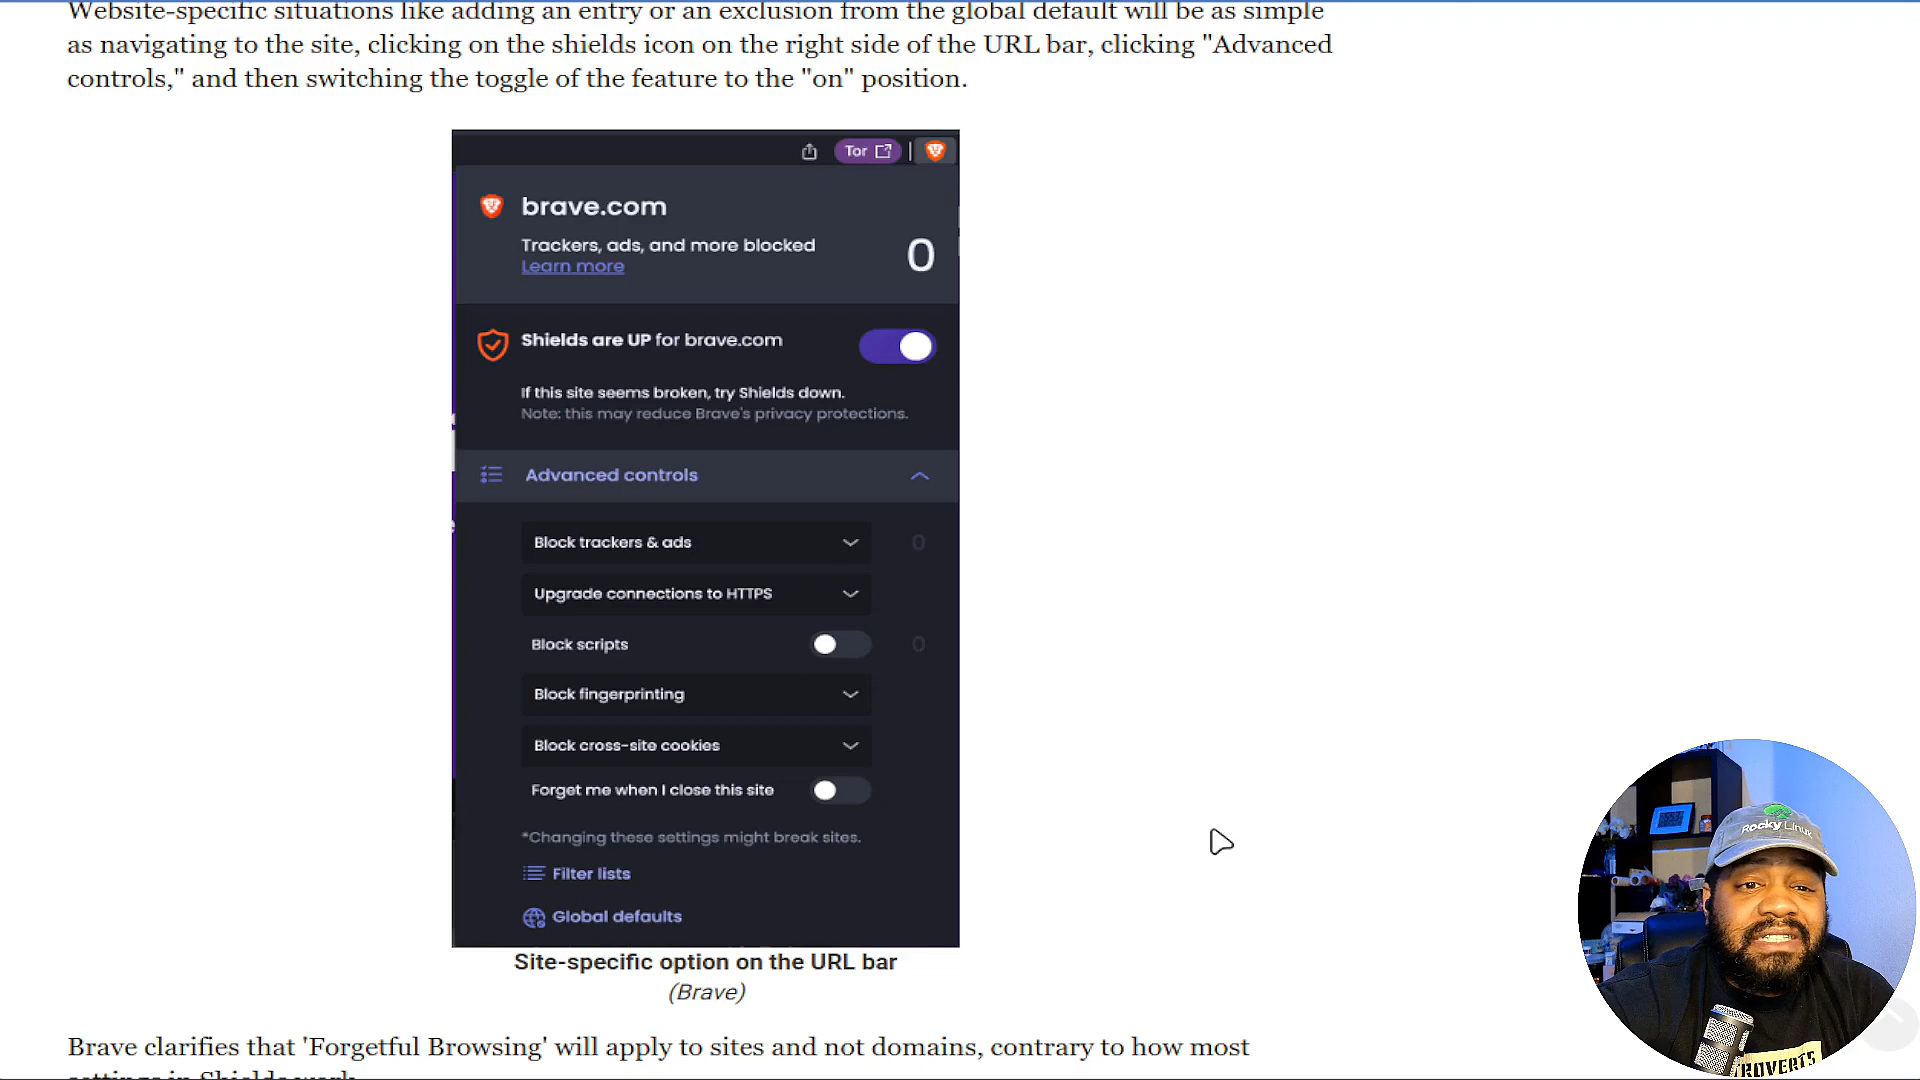 Website-specific situations like adding an entry or an exclusion from the global default will be as simple
as navigating to the site, clicking on the shields icon on the right side of the URL bar, clicking "Advanced
controls," and then switching the toggle of the feature to the "on" position.
Tor
brave.com
Trackers, ads, and more blocked
0
Learn more
Shields are UP for brave.com
If this site seems broken, try Shields down.
Note: this may reduce Brave's privacy protections.
Advanced controls
Block trackers & ads
0
Upgrade connections to HTTPS
Block scripts
0
Block fingerprinting
Block cross-site cookies
Forget me when I close this site
*Changing these settings might break sites.
Filter lists
Global defaults
Site-specific option on the URL bar
(Brave)
Rocky Linux
Brave clarifies that 'Forgetful Browsing' will apply to sites and not domains, contrary to how most
settings in Shields work.